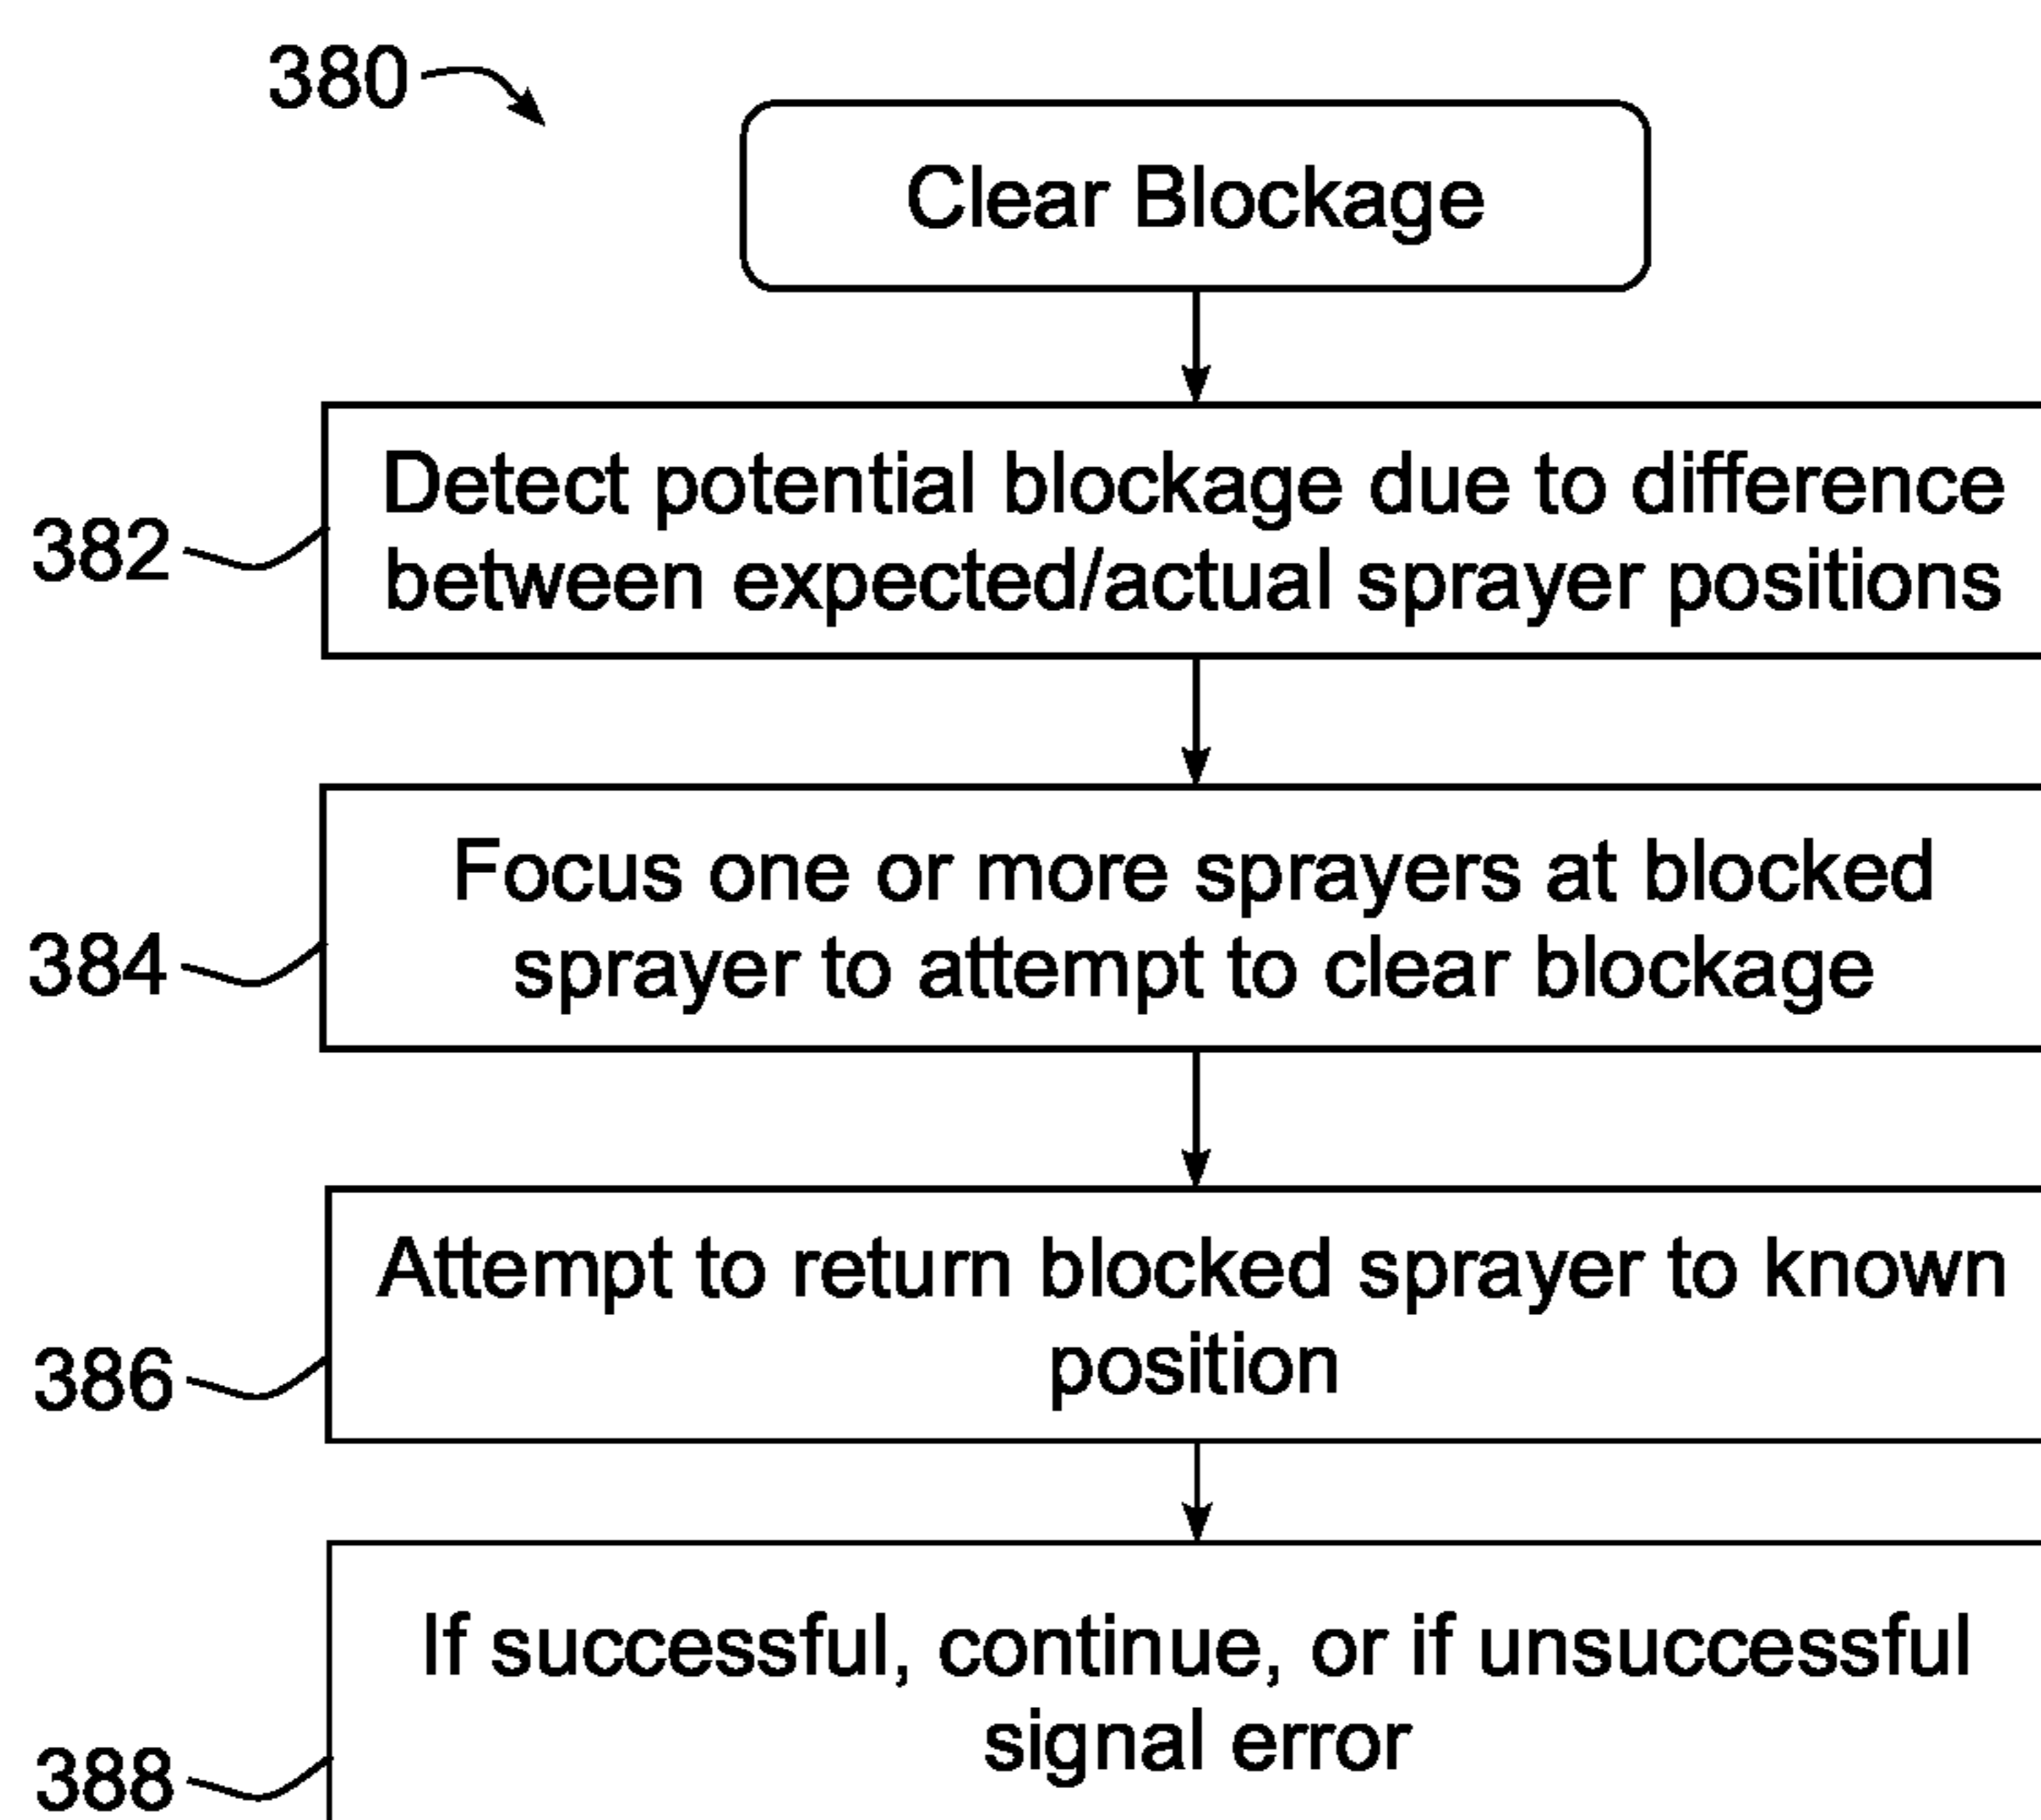 380
Clear Blockage
382
Detect potential blockage due to difference
between expected/actual sprayer positions
384
Focus one or more sprayers at blocked
sprayer to attempt to clear blockage
386
Attempt to return blocked sprayer to known
position
388
If successful, continue, or if unsuccessful
signal error